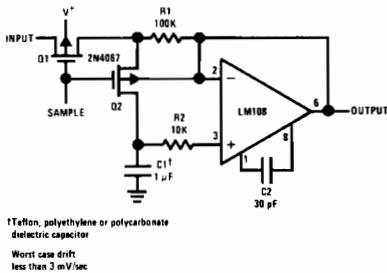 V+
R1
100K
INPUT
2N4067
Q1
SAMPLE
Q2
2
LM108
6
OUTPUT
R2
10K
3
8
1
C1†
1 µF
C2
30 pF
†Teflon, polyethylene or polycarbonate
dielectric capacitor
Worst case drift
less than 3 mV/sec